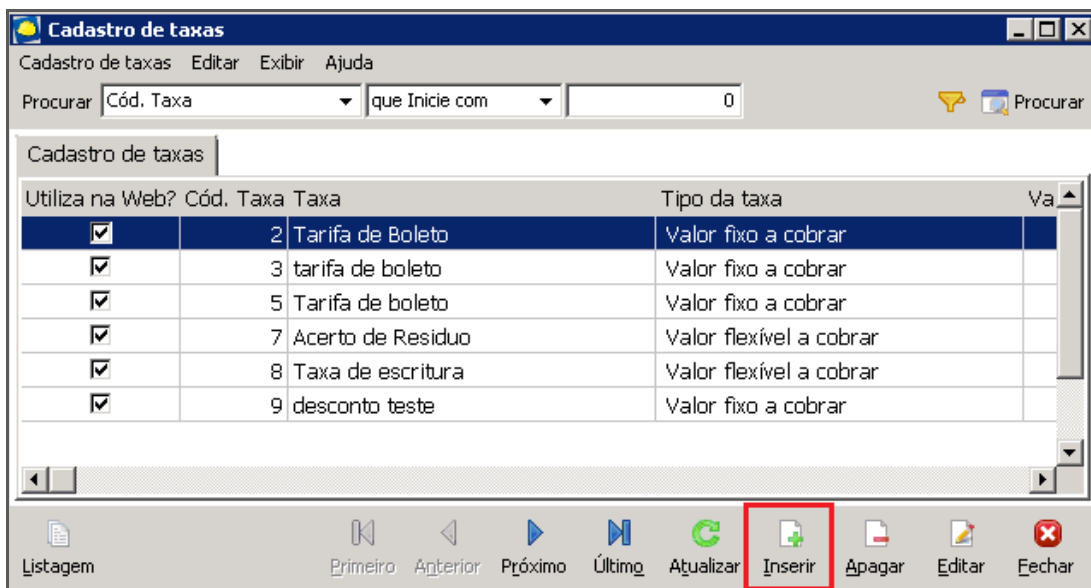 Cadastro de taxas
Cadastro de taxas Editar Exibir Ajuda
Procurar Cód. Taxa que Inicie com 0 Procurar
Cadastro de taxas
Utiliza na Web? Cód. Taxa Taxa Tipo da taxa Va
2 Tarifa de Boleto Valor fixo a cobrar
3 tarifa de boleto Valor fixo a cobrar
5 Tarifa de boleto Valor fixo a cobrar
7 Acerto de Residuo Valor flexível a cobrar
8 Taxa de escritura Valor flexível a cobrar
9 desconto teste Valor fixo a cobrar
Listagem Primeiro Anterior Próximo Último Atualizar Inserir Apagar Editar Fechar